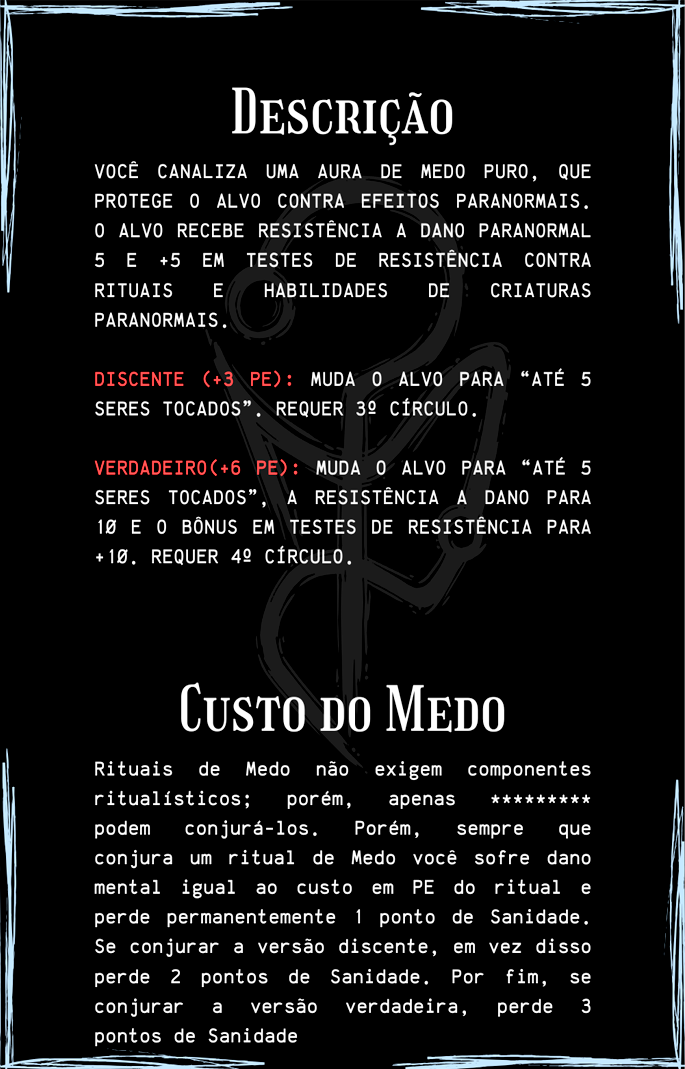 Descrição
VOCÊ CANALIZA UMA AURA DE MEDO PURO, QUE
PROTEGE O ALVO CONTRA EFEITOS PARANORMAIS.
O ALVO RECEBE RESISTÊNCIA A DANO PARANORMAL
5 E +5 EM TESTES DE RESISTÊNCIA CONTRA
RITUAIS E HABILIDADES DE CRIATURAS
PARANORMAIS.
DISCENTE (+3 PE): MUDA O ALVO PARA “ATÉ 5
SERES TOCADOS”. REQUER 3º CÍRCULO.
VERDADEIRO(+6 PE): MUDA O ALVO PARA “ATÉ 5
SERES TOCADOS”, A RESISTÊNCIA A DANO PARA
10 E O BÔNUS EM TESTES DE RESISTÊNCIA PARA
+10. REQUER 4º CÍRCULO.
Custo do Medo
Rituais de Medo não exigem componentes
ritualísticos; porém, apenas *********
podem conjurá-los. Porém, sempre que
conjura um ritual de Medo você sofre dano
mental igual ao custo em PE do ritual e
perde permanentemente 1 ponto de Sanidade.
Se conjurar a versão discente, em vez disso
perde 2 pontos de Sanidade. Por fim, se
conjurar a versão verdadeira, perde 3
pontos de Sanidade